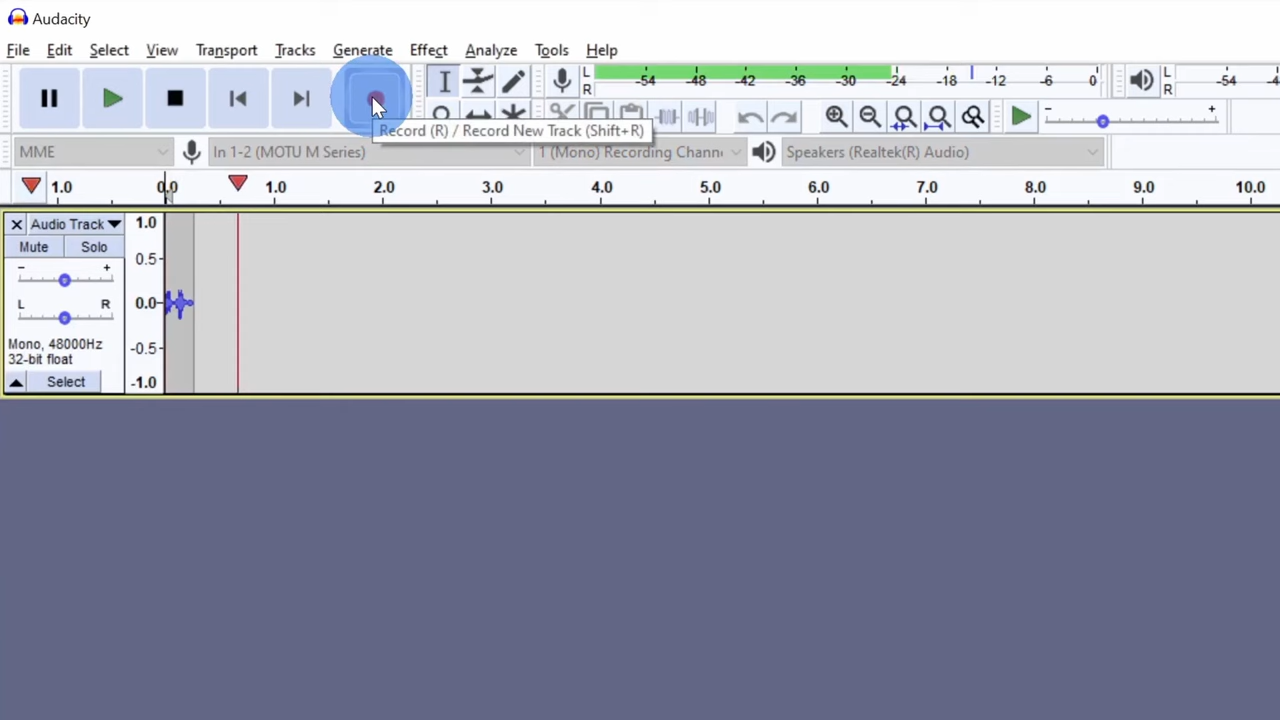 Audacity
File Edit Select View Transport Tracks Generate Effect Analyze Tools Help
L R -54 -48 -42 -36 -30 -24 -18 -12 -6 0 L R -54
Record (R) / Record New Track (Shift+R)
MME In 1-2 (MOTU M Series) 1 (Mono) Recording Chann Speakers (Realtek(R) Audio)
1.0 0.0 1.0 2.0 3.0 4.0 5.0 6.0 7.0 8.0 9.0 10.0
X Audio Track 1.0
Mute Solo
- + 0.5
L R 0.0
Mono, 48000Hz -0.5
32-bit float
Select -1.0